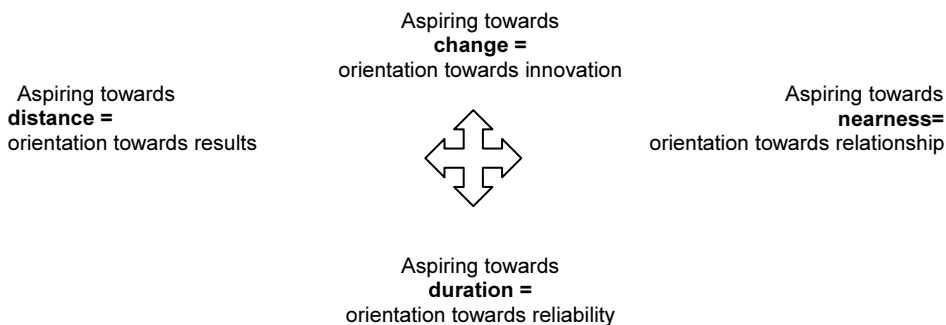 Aspiring towards
change =
orientation towards innovation
Aspiring towards
distance =
orientation towards results
Aspiring towards
nearness=
orientation towards relationship
Aspiring towards
duration =
orientation towards reliability